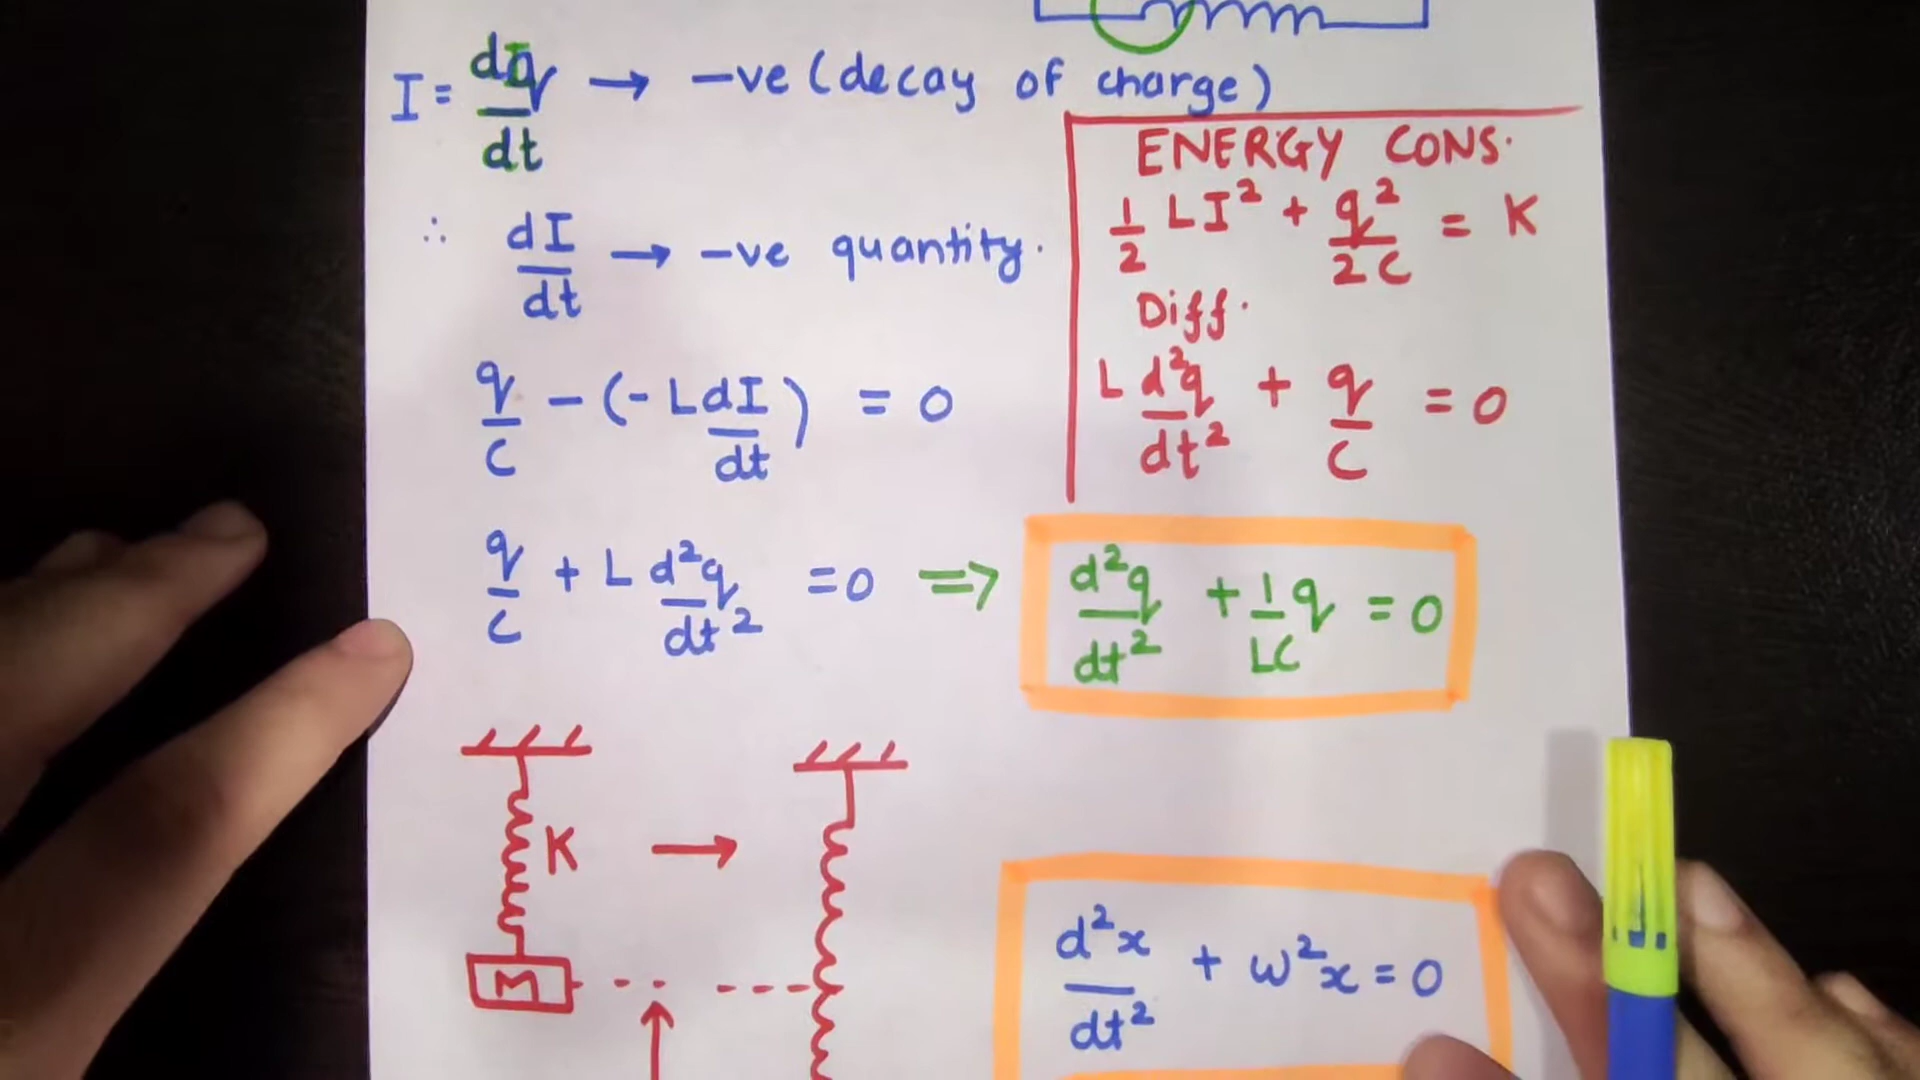 I = dq/dt → -ve (decay of charge)
∴ dI/dt → -ve quantity.
q/C - (-L dI/dt) = 0
q/C + L d²q/dt² = 0 ⇒ d²q/dt² + 1/LC q = 0
ENERGY CONS.
1/2 LI² + q²/2C = K
Diff.
L d²q/dt² + q/C = 0
K →
M
d²x/dt² + ω²x = 0